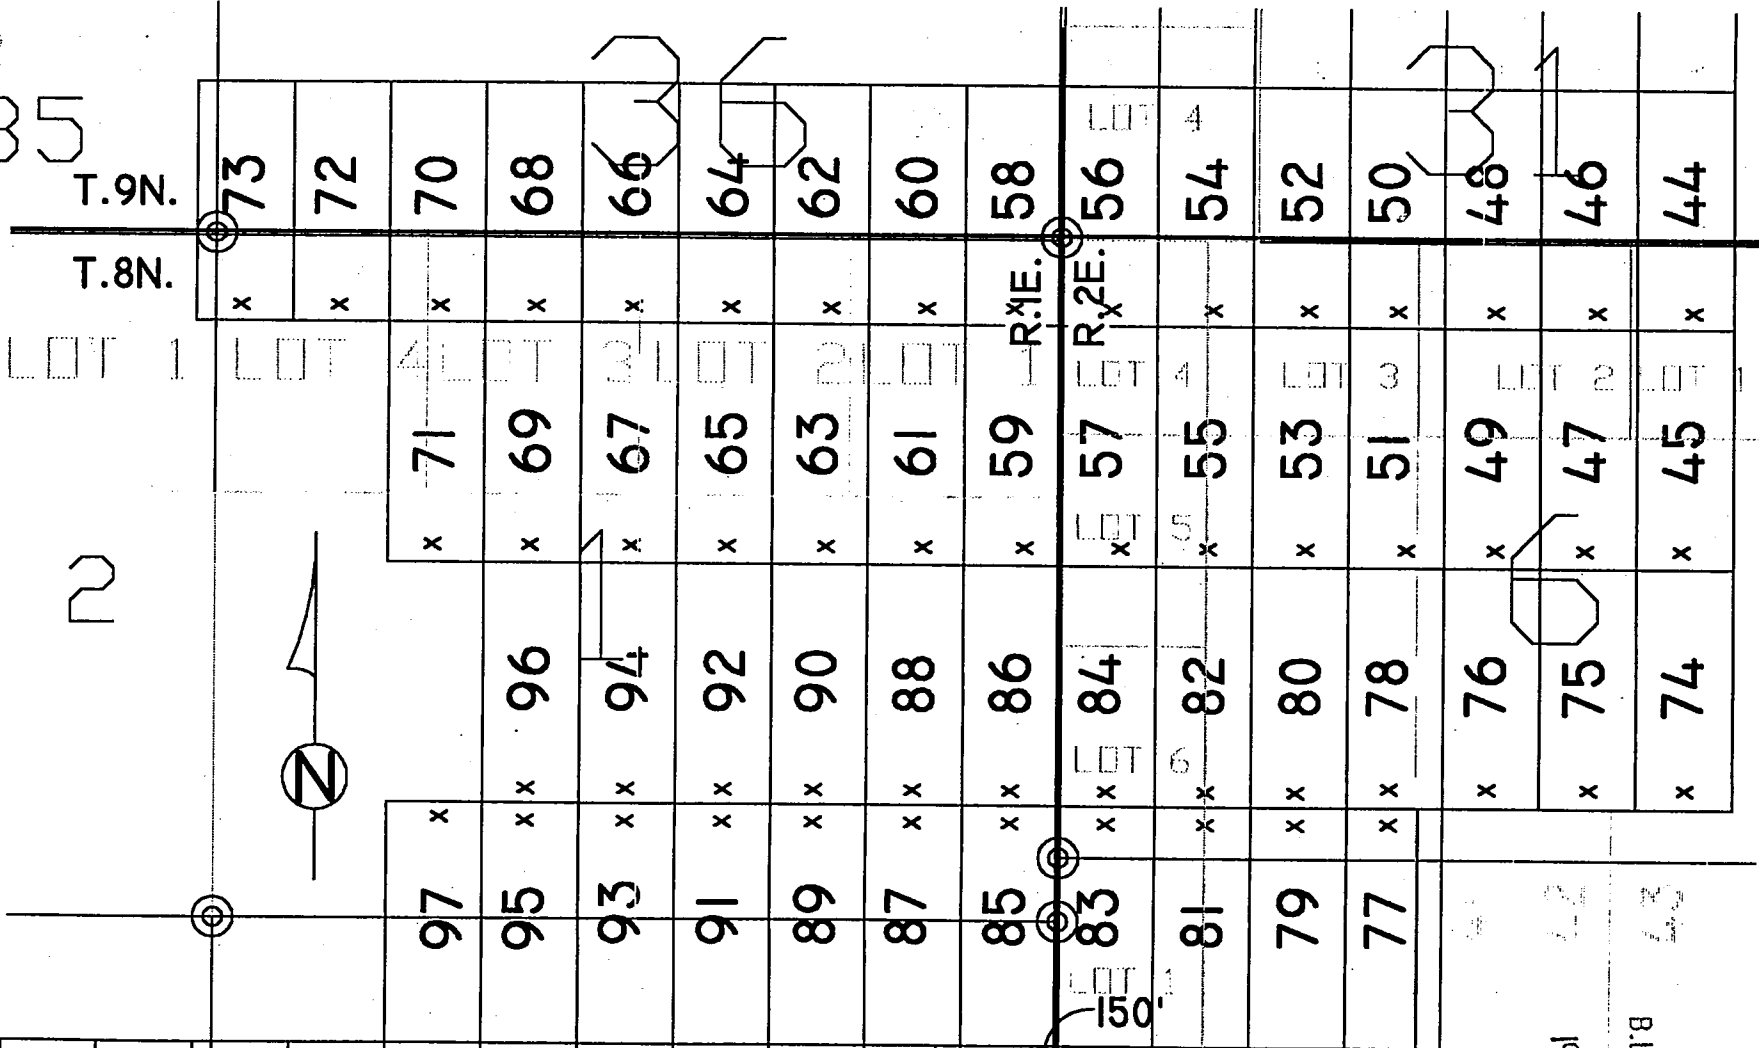 35 36 31
LOT 4
T.9N. 73 72 70 68 66 64 62 60 58 56 54 52 50 48 46 44
T.8N.
R.1E. R.2E.
x x x x x x x x x x x x x x x x
LOT 1 LOT 4 LOT 3 LOT 2 LOT 1 LOT 4 LOT 3 LOT 2 LOT 1
71 69 67 65 63 61 59 57 55 53 51 49 47 45
LOT 5
x x x x x x x x x x x x x x
2 1 6
96 94 92 90 88 86 84 82 80 78 76 75 74
LOT 6
N
x x x x x x x x x x x x x
x x x x x x x x x x x
97 95 93 91 89 87 85 83 81 79 77
LOT 1
150'